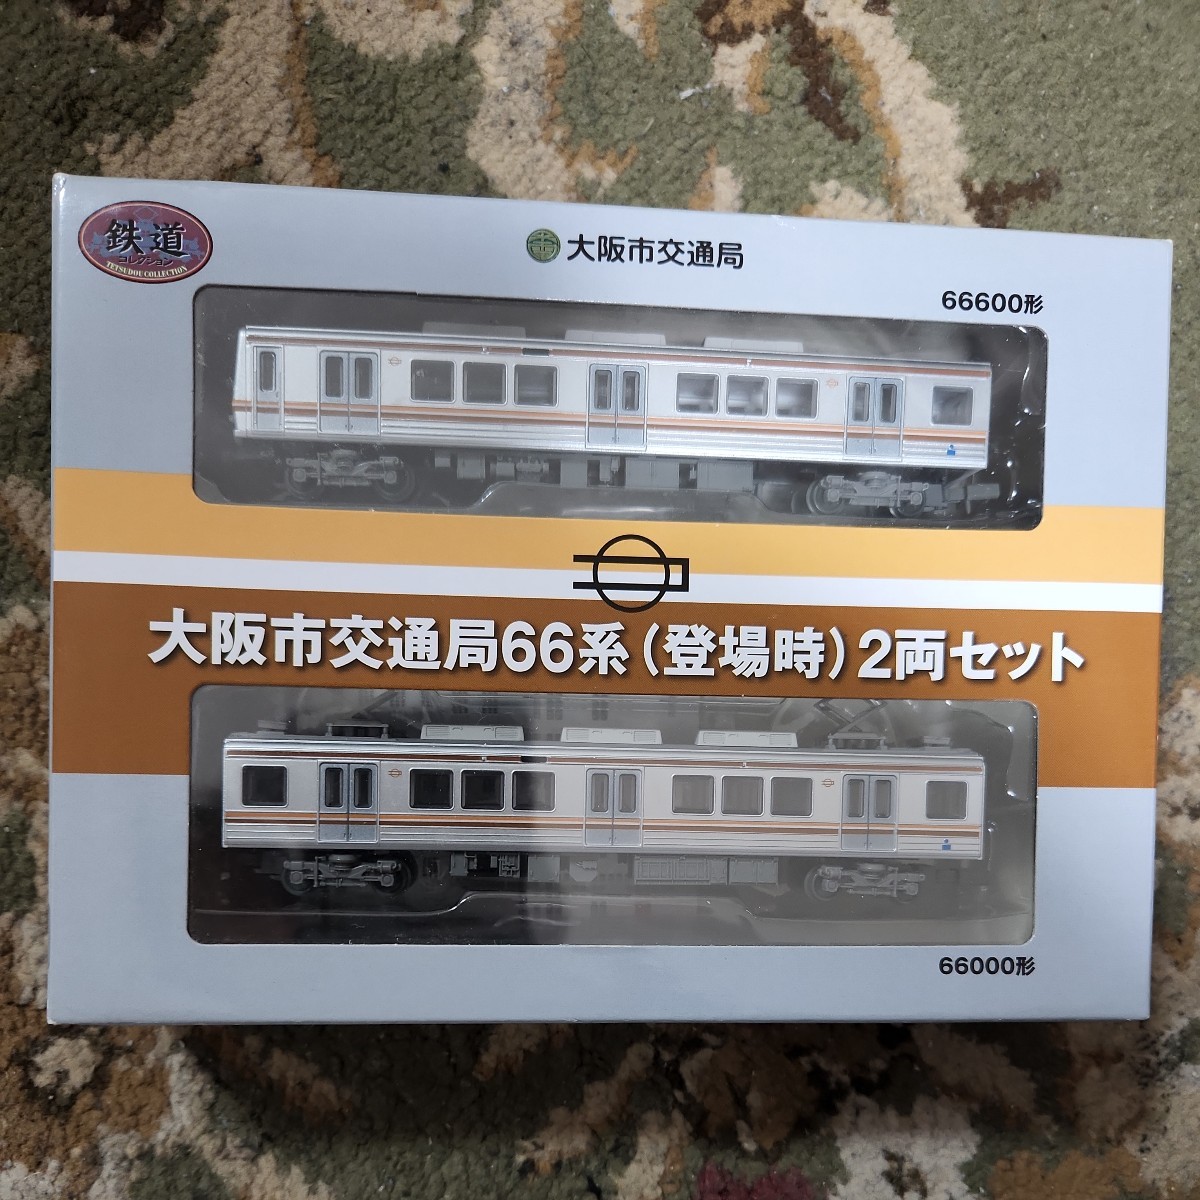 鉄道
コレクション
TETSUDOU COLLECTION
大阪市交通局
66600形
大阪市交通局66系(登場時)2両セット
66000形